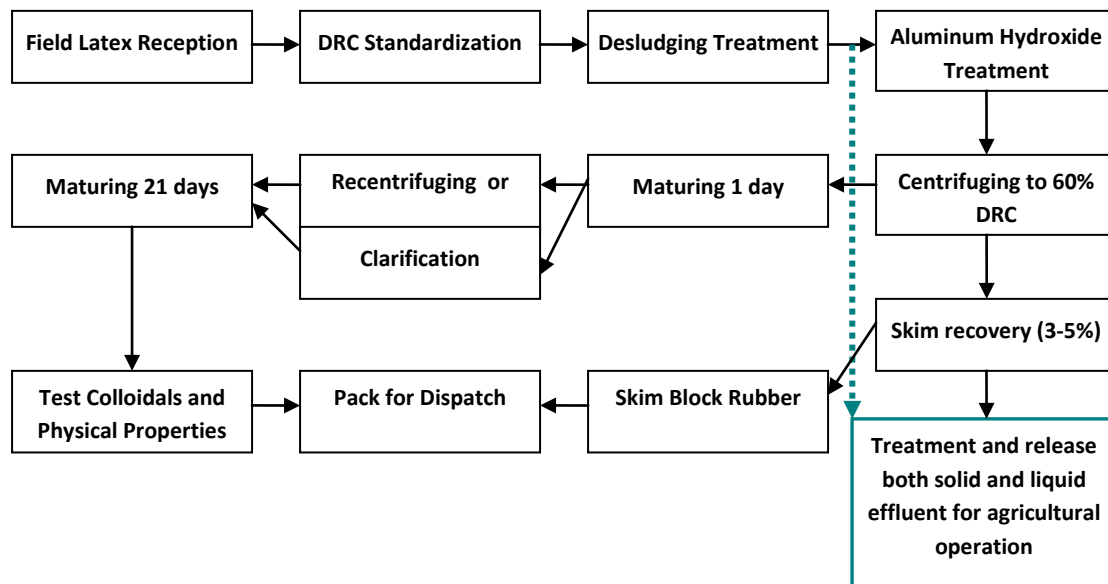 Field Latex Reception
DRC Standardization
Desludging Treatment
Aluminum Hydroxide
Treatment
Maturing 21 days
Recentrifuging or
Clarification
Maturing 1 day
Centrifuging to 60%
DRC
Skim recovery (3-5%)
Test Colloidals and
Physical Properties
Pack for Dispatch
Skim Block Rubber
Treatment and release
both solid and liquid
effluent for agricultural
operation